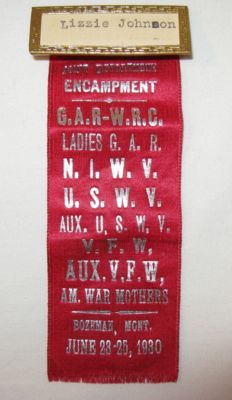 Lizzie Johnson
JOINT DEPARTMENT
ENCAMPMENT
G.A.R-W.R.C.
LADIES G. A. R.
N. I. W. V.
U. S. W. V.
AUX. U, S. W. V.
V. F. W,
AUX. V. F. W,
AM. WAR MOTHERS
BOZEMAN, MONT.
JUNE 23-25, 1930